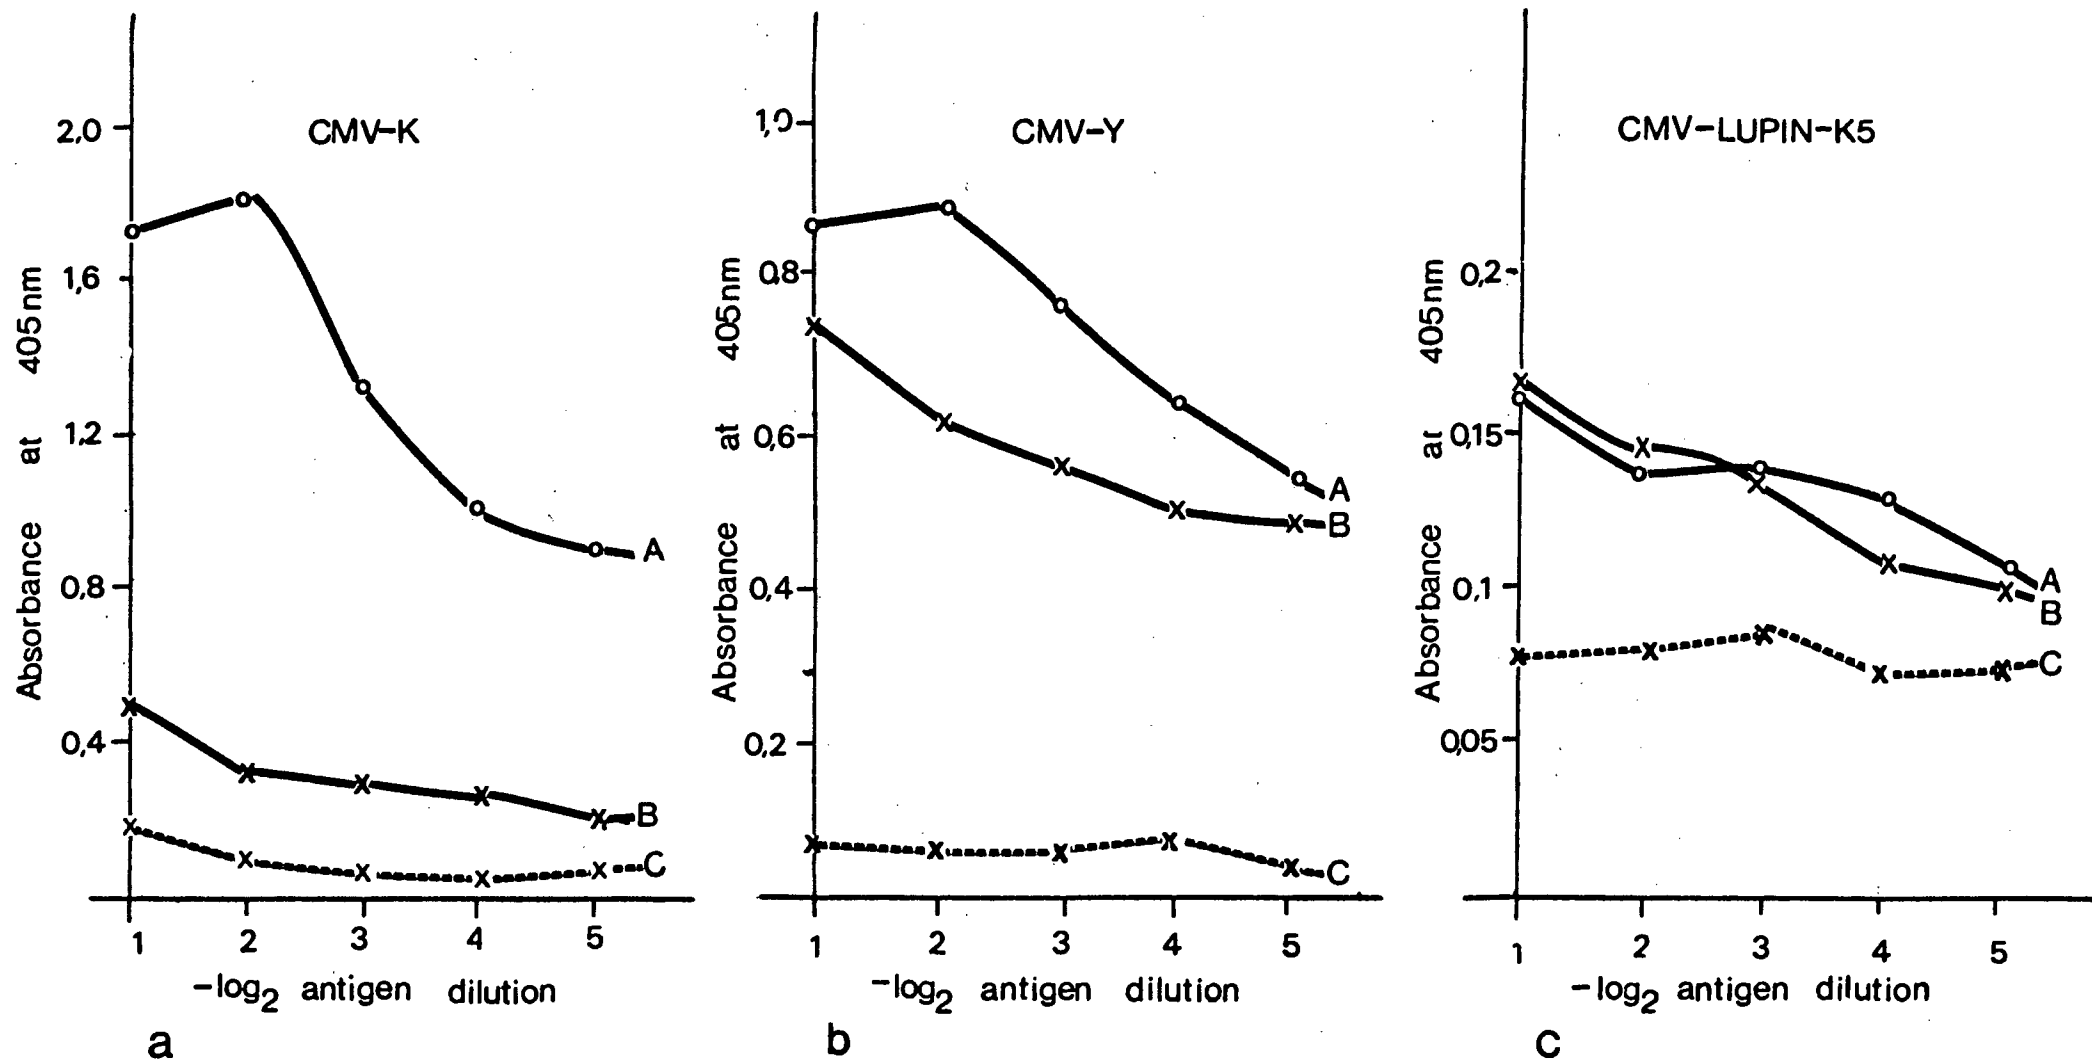 CMV-K
2,0
1,6
1,2
0,8
0,4
Absorbance at 405nm
A
B
C
1 2 3 4 5
-log2 antigen dilution
a
CMV-Y
1,0
0,8
0,6
0,4
0,2
Absorbance at 405nm
A
B
C
1 2 3 4 5
-log2 antigen dilution
b
CMV-LUPIN-K5
0,2
0,15
0,1
0,05
Absorbance at 405nm
A
B
C
1 2 3 4 5
-log2 antigen dilution
c